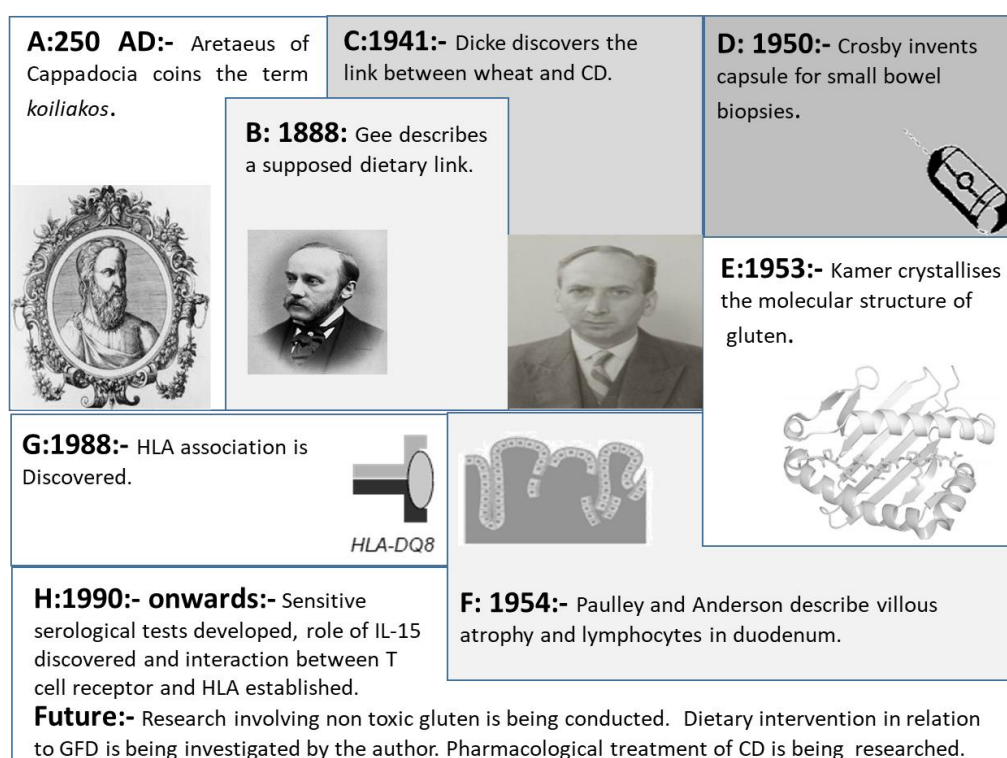 A:250 AD:- Aretaeus of
Cappadocia coins the term
koiliakos.
B: 1888: Gee describes
a supposed dietary link.
C:1941:- Dicke discovers the
link between wheat and CD.
D: 1950:- Crosby invents
capsule for small bowel
biopsies.
E:1953:- Kamer crystallises
the molecular structure of
gluten.
F: 1954:- Paulley and Anderson describe villous
atrophy and lymphocytes in duodenum.
G:1988:- HLA association is
Discovered.
HLA-DQ8
H:1990:- onwards:- Sensitive
serological tests developed, role of IL-15
discovered and interaction between T
cell receptor and HLA established.
Future:- Research involving non toxic gluten is being conducted. Dietary intervention in relation
to GFD is being investigated by the author. Pharmacological treatment of CD is being researched.